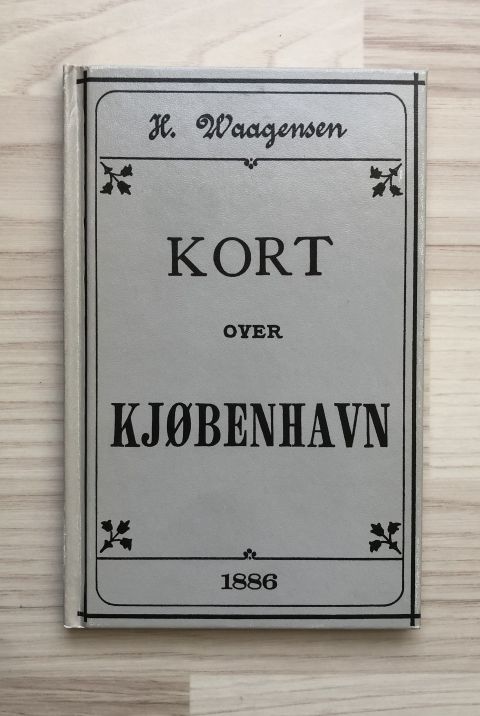 H. Waagensen
KORT
OVER
KJØBENHAVN
1886